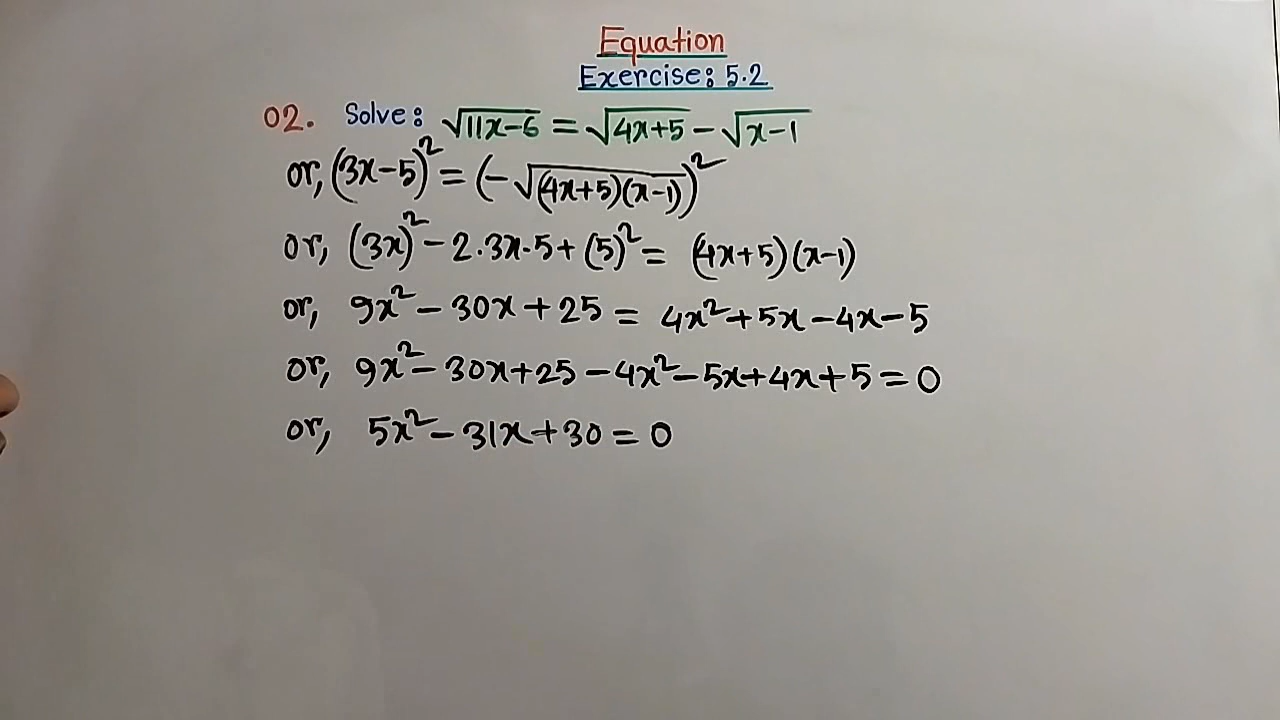 Equation
Exercise: 5.2
02. Solve: √(11x-6) = √(4x+5) - √(x-1)
or, (3x-5)² = (-√((4x+5)(x-1)))²
or, (3x)² - 2.3x.5 + (5)² = (4x+5)(x-1)
or, 9x² - 30x + 25 = 4x² + 5x - 4x - 5
or, 9x² - 30x + 25 - 4x² - 5x + 4x + 5 = 0
or, 5x² - 31x + 30 = 0